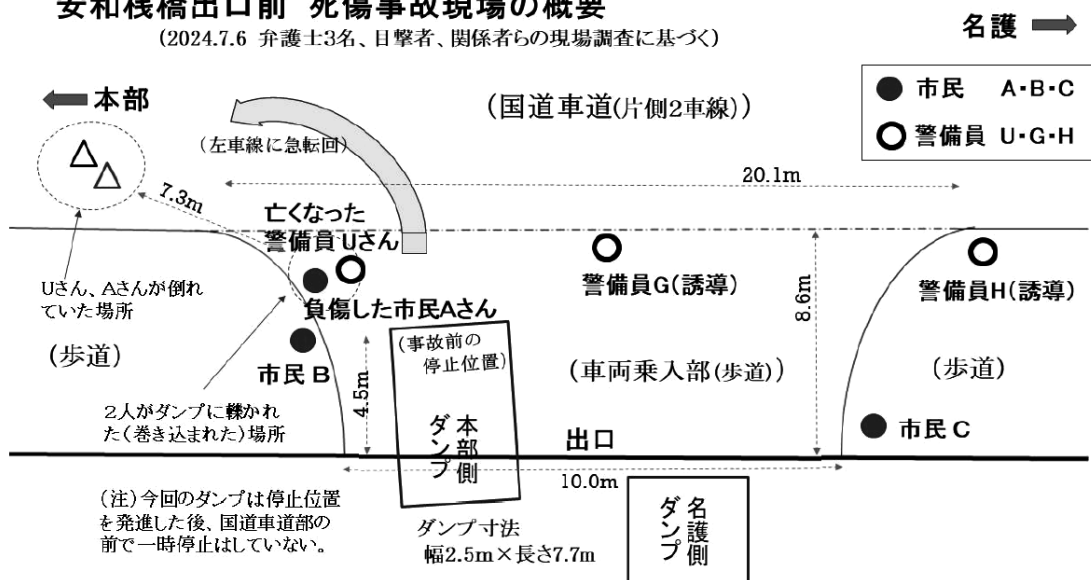 安和桟橋出口前 死傷事故現場の概要
(2024.7.6 弁護士3名、目撃者、関係者らの現場調査に基づく)
名護
本部
(国道車道(片側2車線))
市民 A・B・C
警備員 U・G・H
(左車線に急転回)
20.1m
7.3m
亡くなった
警備員 Uさん
Uさん、Aさんが倒れ
ていた場所
負傷した市民Aさん
警備員G(誘導)
警備員H(誘導)
8.6m
(歩道)
市民 B
(事故前の
停止位置)
(車両乗入部(歩道))
(歩道)
4.5m
2人がダンプに轢かれ
た(巻き込まれた)場所
本部側
ダンプ
出口
市民 C
10.0m
(注)今回のダンプは停止位置
を発進した後、国道車道部の
前で一時停止はしていない。
ダンプ寸法
幅2.5m×長さ7.7m
名護側
ダンプ